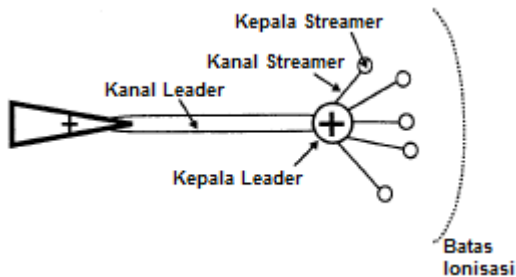 Kepala Streamer
Kanal Streamer
Kanal Leader
+
+
Kepala Leader
Batas
Ionisasi